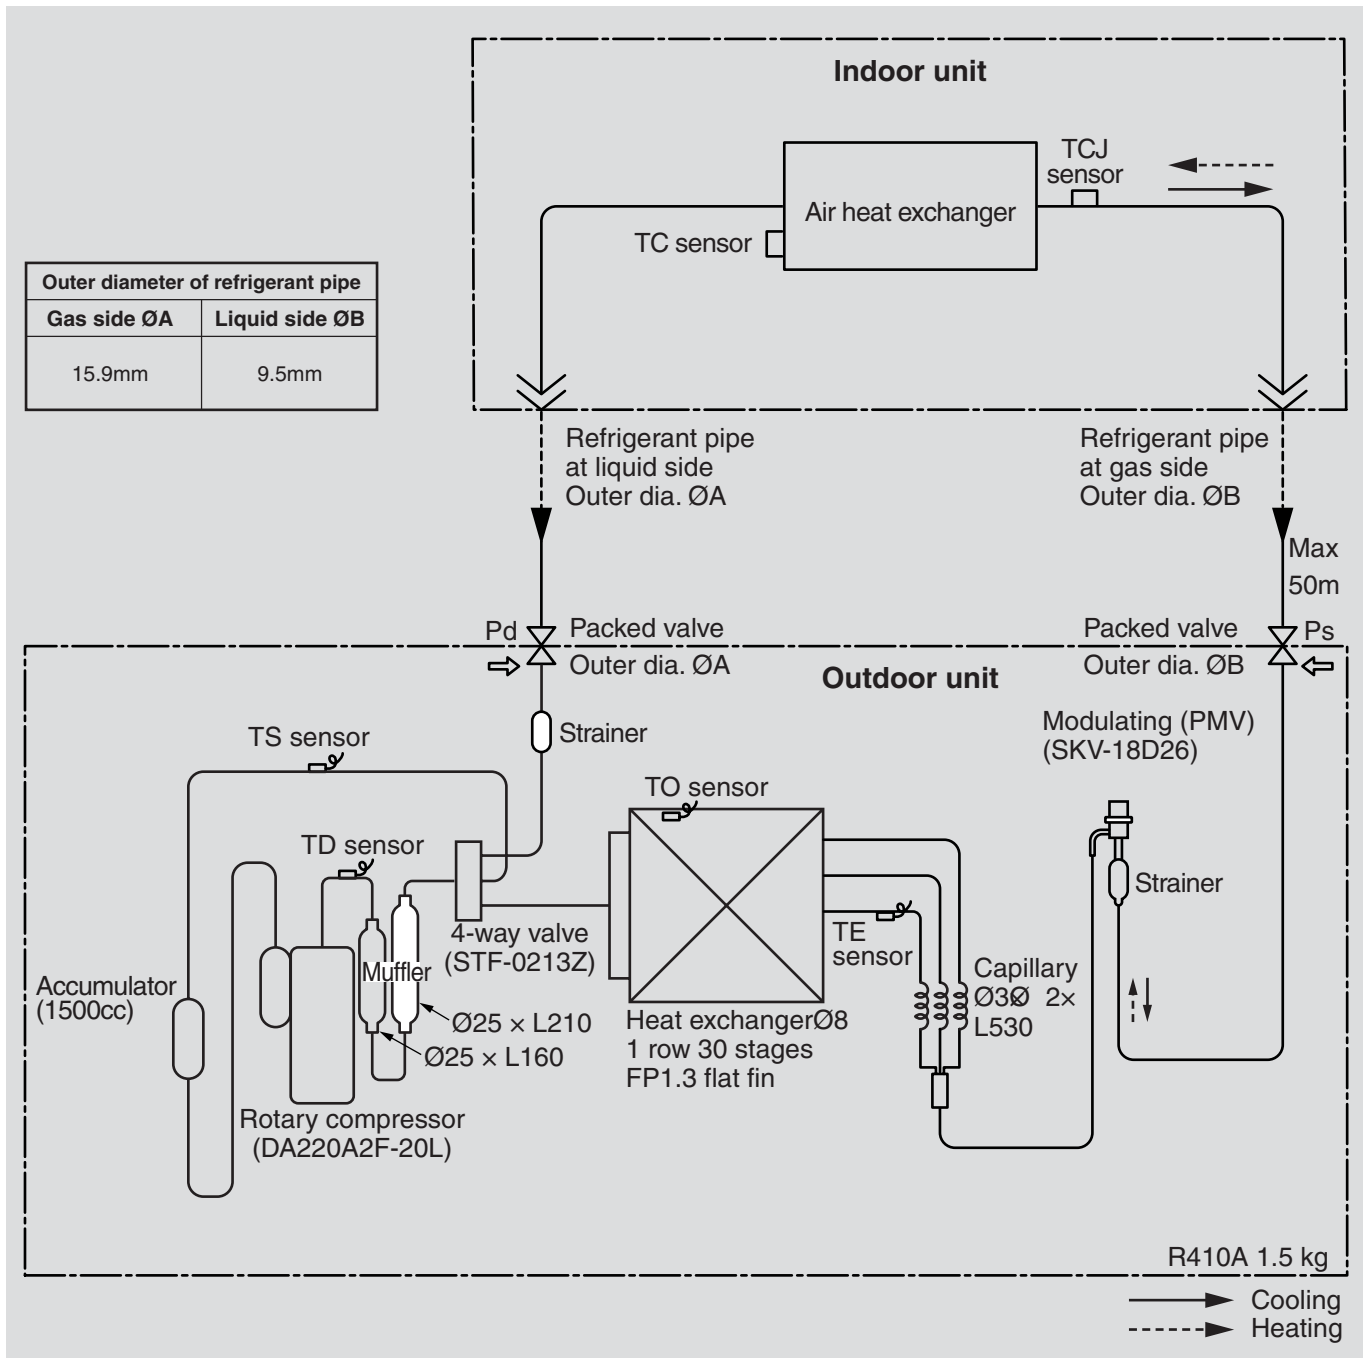 Indoor unit
TCJ
sensor
Air heat exchanger
TC sensor
Outer diameter of refrigerant pipe
Gas side ØA
Liquid side ØB
15.9mm
9.5mm
Refrigerant pipe
at liquid side
Outer dia. ØA
Refrigerant pipe
at gas side
Outer dia. ØB
Max
50m
Pd
Packed valve
Outer dia. ØA
Packed valve
Outer dia. ØB
Ps
Outdoor unit
Strainer
Modulating (PMV)
(SKV-18D26)
TS sensor
TO sensor
TD sensor
Strainer
4-way valve
(STF-0213Z)
TE
sensor
Muffler
Capillary
Ø3Ø 2×
L530
Accumulator
(1500cc)
Ø25 × L210
Ø25 × L160
Heat exchangerØ8
1 row 30 stages
FP1.3 flat fin
Rotary compressor
(DA220A2F-20L)
R410A 1.5 kg
Cooling
Heating